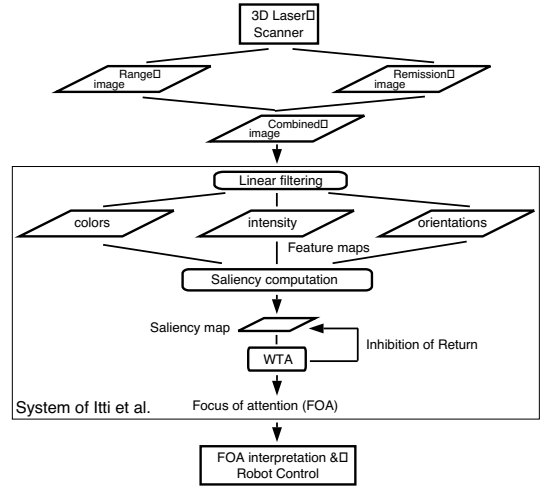 3D Laser□
Scanner
Range□
image
Remission□
image
Combined□
image
Linear filtering
colors
intensity
orientations
Feature maps
Saliency computation
Saliency map
Inhibition of Return
WTA
System of Itti et al.
Focus of attention (FOA)
FOA interpretation &□
Robot Control